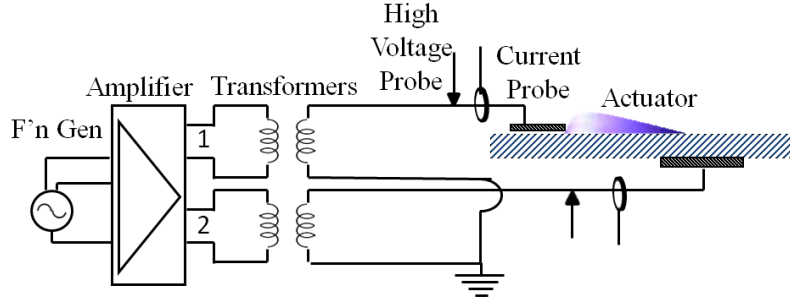 High
Voltage
Probe
Current
Probe
Amplifier
Transformers
Actuator
F'n Gen
1
2